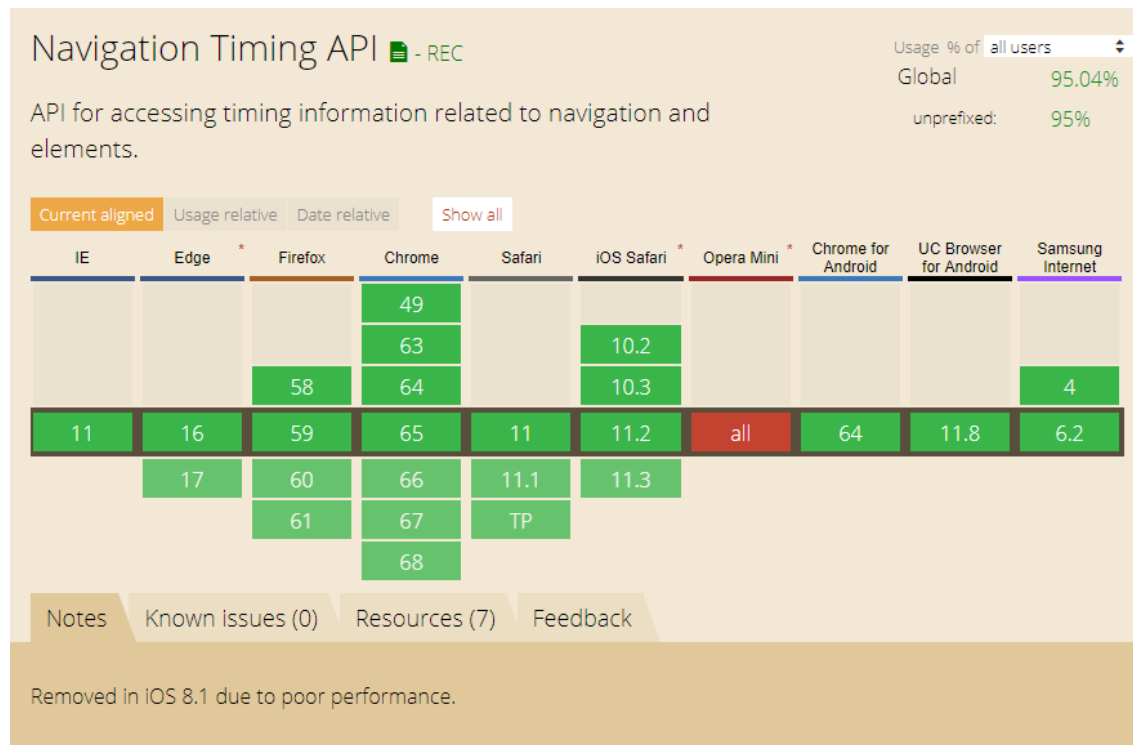 Navigation Timing API - REC
Usage % of all users
Global 95.04%
unprefixed: 95%
API for accessing timing information related to navigation and
elements.
Current aligned Usage relative Date relative Show all
IE Edge * Firefox Chrome Safari iOS Safari * Opera Mini * Chrome for Android UC Browser for Android Samsung Internet
49
63 10.2
58 64 10.3 4
11 16 59 65 11 11.2 all 64 11.8 6.2
17 60 66 11.1 11.3
61 67 TP
68
Notes Known issues (0) Resources (7) Feedback
Removed in iOS 8.1 due to poor performance.